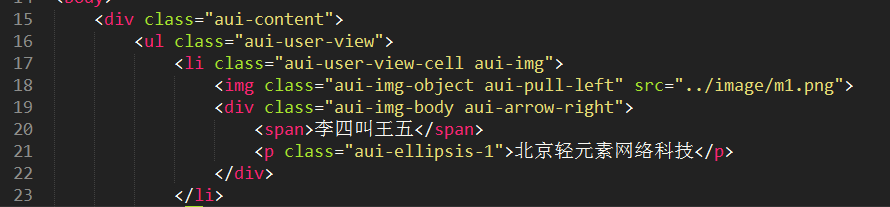 14 <body>
15 <div class="aui-content">
16 <ul class="aui-user-view">
17 <li class="aui-user-view-cell aui-img">
18 <img class="aui-img-object aui-pull-left" src="../image/m1.png">
19 <div class="aui-img-body aui-arrow-right">
20 <span>李四叫王五</span>
21 <p class="aui-ellipsis-1">北京轻元素网络科技</p>
22 </div>
23 </li>